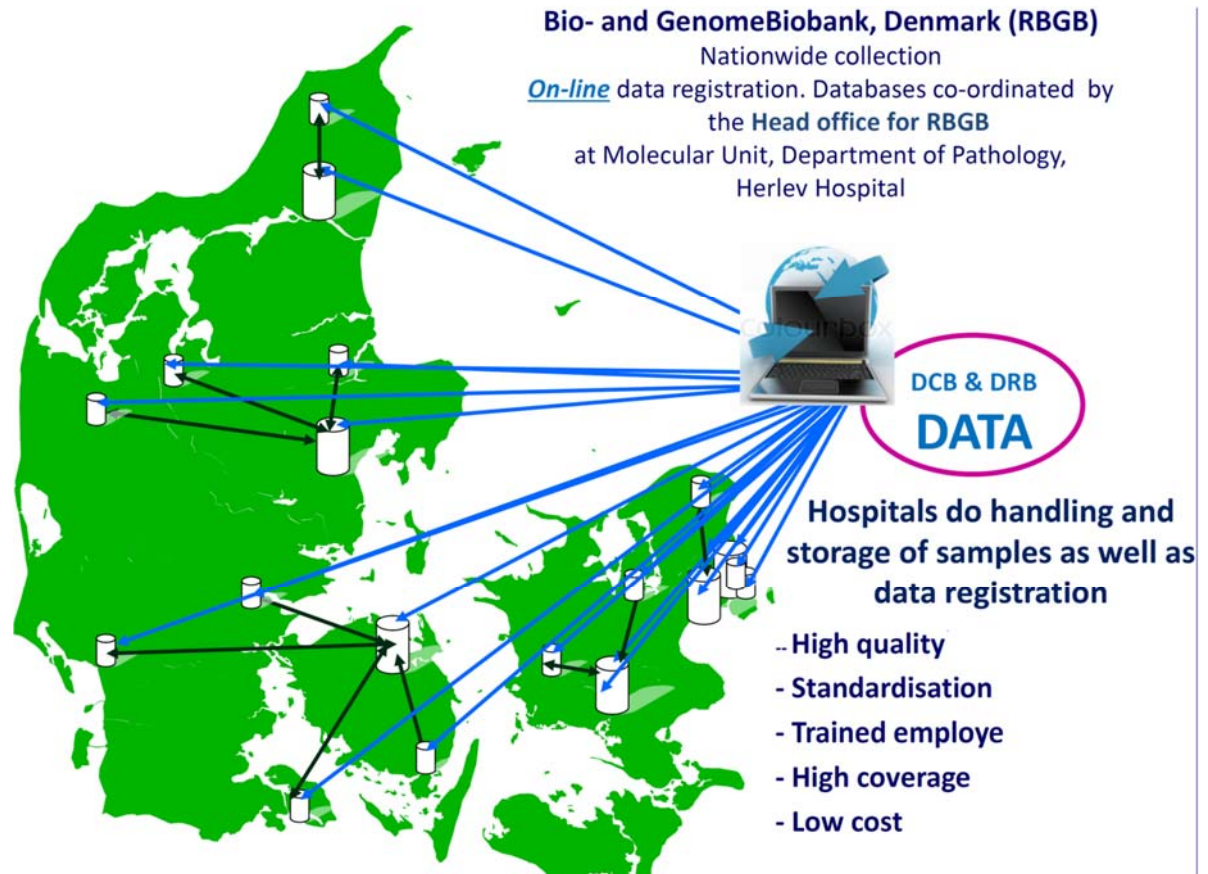 Bio- and GenomeBiobank, Denmark (RBGB)
Nationwide collection
On-line data registration. Databases co-ordinated by
the Head office for RBGB
at Molecular Unit, Department of Pathology,
Herlev Hospital
colourbox
DCB & DRB
DATA
Hospitals do handling and
storage of samples as well as
data registration
-- High quality
- Standardisation
- Trained employe
- High coverage
- Low cost